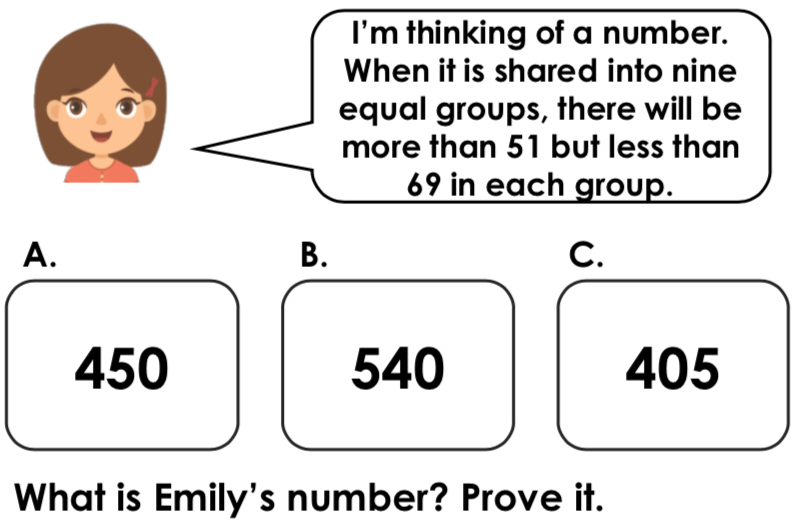 I’m thinking of a number.
When it is shared into nine
equal groups, there will be
more than 51 but less than
69 in each group.
A.
B.
C.
450
540
405
What is Emily’s number? Prove it.